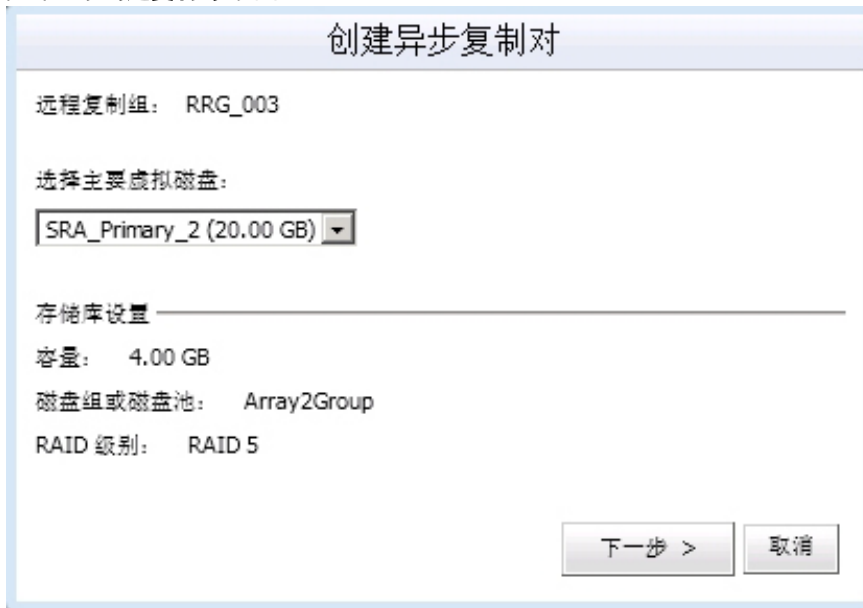 创建异步复制对
远程复制组： RRG_003
选择主要虚拟磁盘：
SRA_Primary_2 (20.00 GB)
存储库设置
容量： 4.00 GB
磁盘组或磁盘池： Array2Group
RAID 级别： RAID 5
下一步 >
取消